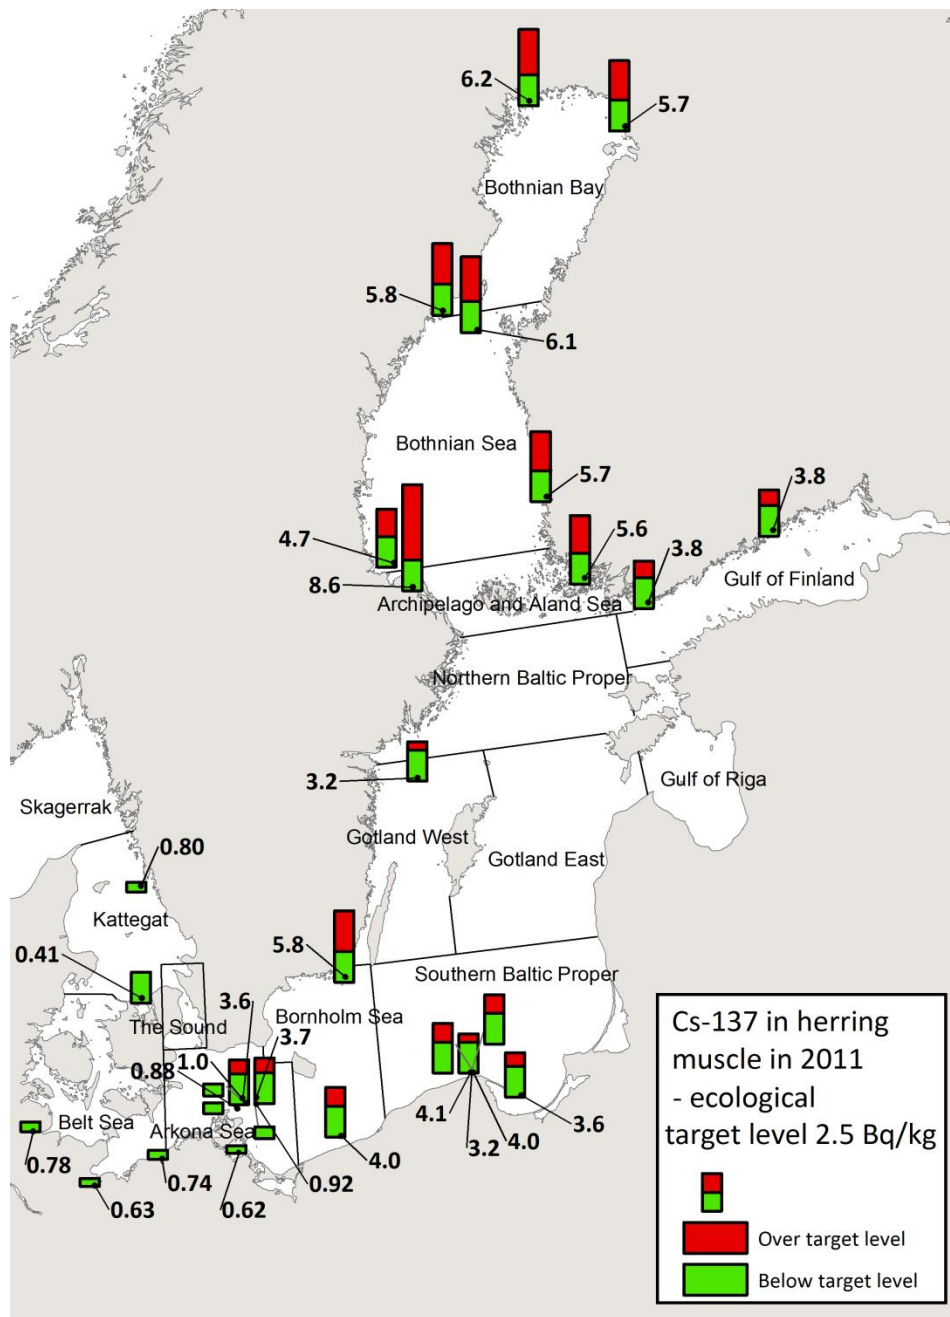 6.2
5.7
Bothnian Bay
5.8
6.1
Bothnian Sea
5.7
3.8
4.7
5.6
3.8
8.6
Gulf of Finland
Archipelago and Åland Sea
Northern Baltic Proper
3.2
Gulf of Riga
Skagerrak
Gotland West
Gotland East
0.80
Kattegat
0.41
5.8
Southern Baltic Proper
3.6
Bornholm Sea
The Sound
3.7
1.0
0.88
Belt Sea
Arkona Sea
4.1
3.2
4.0
3.6
0.78
0.74
0.62
0.92
4.0
0.63
Cs-137 in herring
muscle in 2011
- ecological
target level 2.5 Bq/kg
Over target level
Below target level